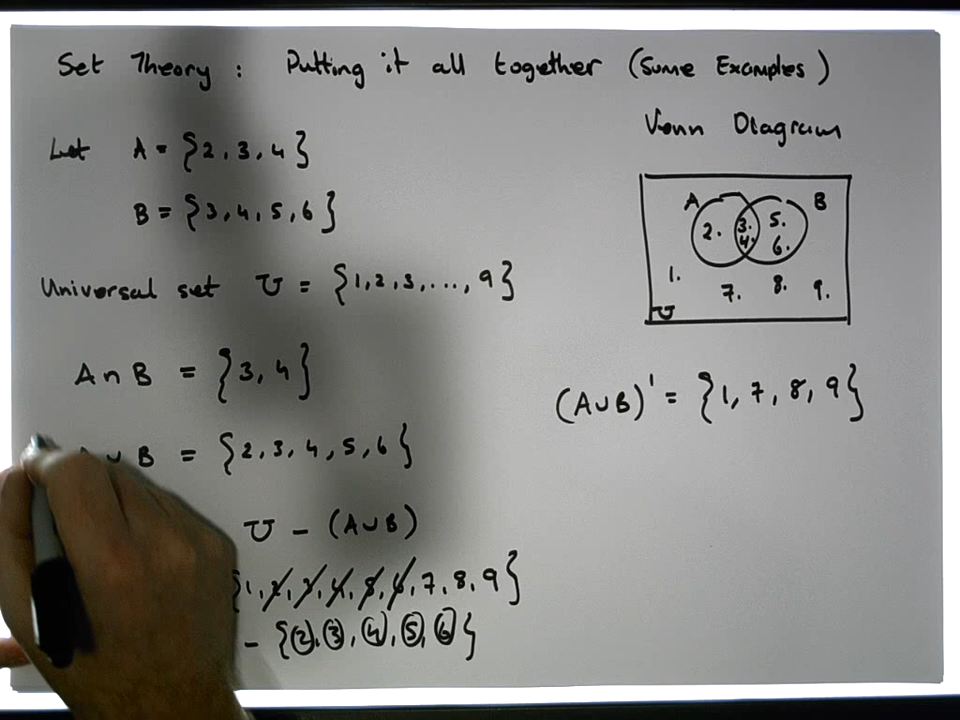 Set Theory : Putting it all together (Some Examples)
Let A = {2, 3, 4}
B = {3, 4, 5, 6}
Universal set U = {1, 2, 3, ..., 9}
A ∩ B = {3, 4}
∪ B = {2, 3, 4, 5, 6}
U - (A ∪ B)
{1, 2, 3, 4, 5, 6, 7, 8, 9}
- {2, 3, 4, 5, 6}
Venn Diagram
A B
2. 3. 5.
4. 6.
1.
7. 8. 9.
U
(A ∪ B)' = {1, 7, 8, 9}